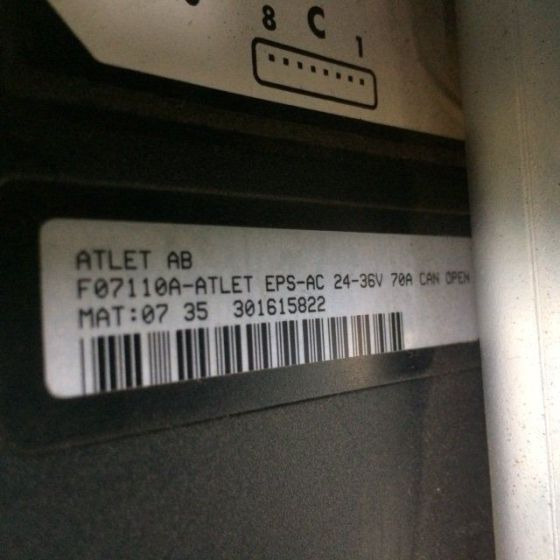 8 C 1
ATLET AB
F07110A-ATLET EPS-AC 24-36V 70A CAN OPEN
MAT:07 35 301615822